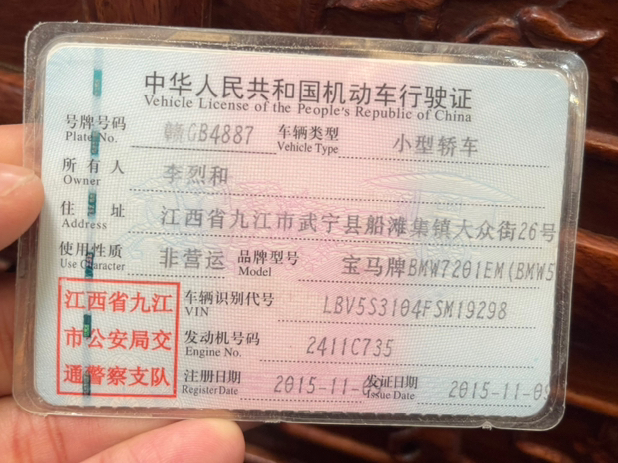 中华人民共和国机动车行驶证
Vehicle License of the People's Republic of China
号牌号码 赣GB4887 车辆类型 小型轿车
Plate No. Vehicle Type
所有人 李烈和
Owner
住址 江西省九江市武宁县船滩集镇大众街26号
Address
使用性质 非营运 品牌型号 宝马牌BMW7201EM(BMW5
Use Character Model
江西省九江 车辆识别代号 LBV5S3104FSM19298
VIN
市公安局交 发动机号码 2411C735
Engine No.
通警察支队 注册日期 2015-11-09 发证日期 2015-11-09
Register Date Issue Date